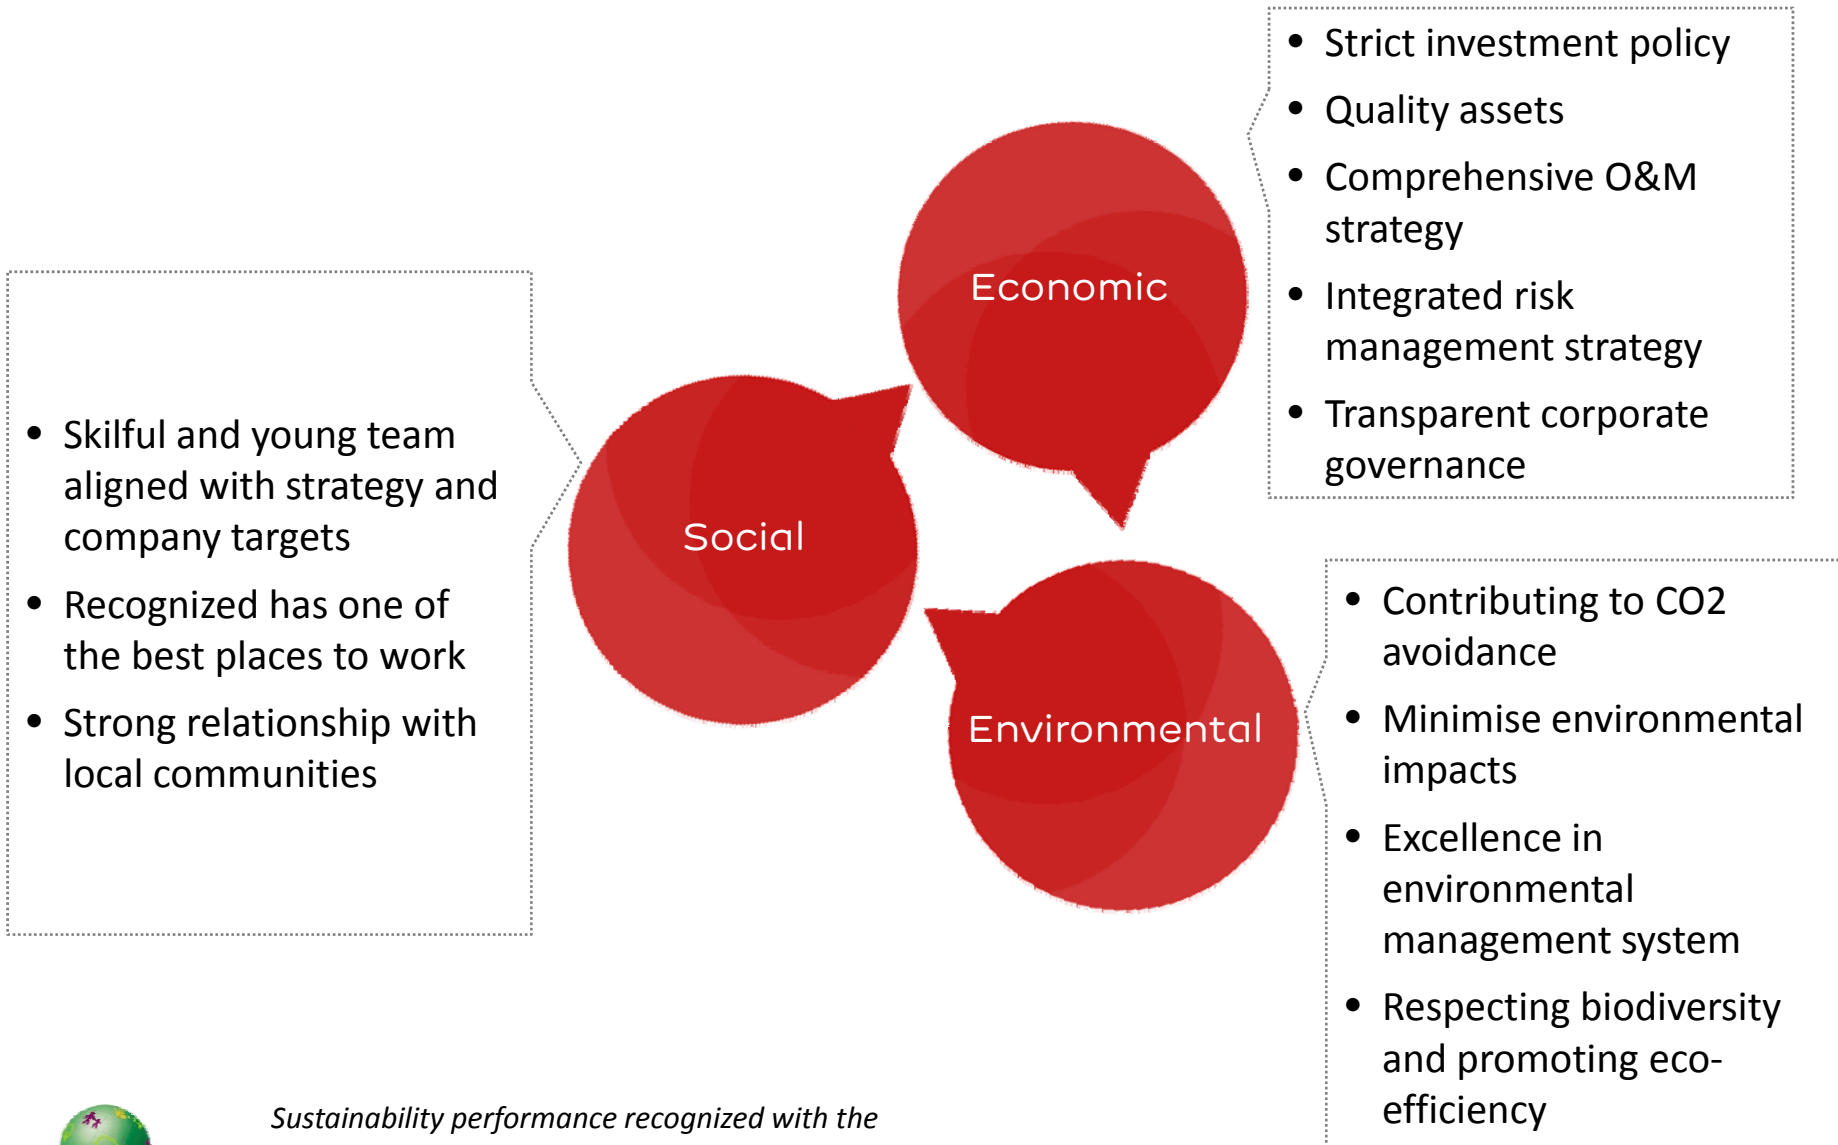 • Strict investment policy
• Quality assets
• Comprehensive O&M
strategy
• Integrated risk
management strategy
• Transparent corporate
governance
Economic
• Skilful and young team
aligned with strategy and
company targets
• Recognized has one of
the best places to work
• Strong relationship with
local communities
Social
Environmental
• Contributing to CO2
avoidance
• Minimise environmental
impacts
• Excellence in
environmental
management system
• Respecting biodiversity
and promoting eco-
efficiency
Sustainability performance recognized with the